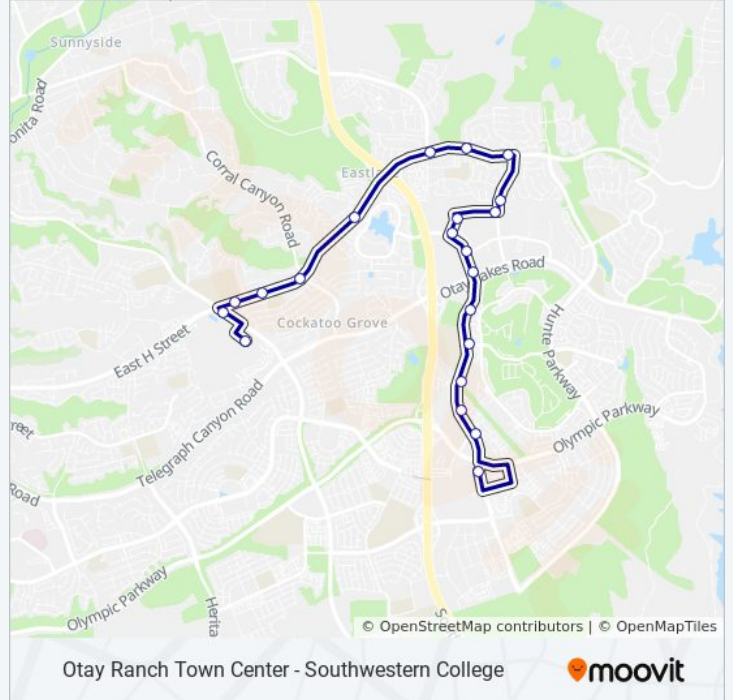 Sunnyside
onita Road
Corral Canyon Road
Eastl
Otay Lakes Road
Hunte Parkway
Cockatoo Grove
East H Street
Telegraph Canyon Road
Olympic Parkway
Road
Olympic Parkway
Herita
S
© OpenStreetMap contributors | © OpenMapTiles
Otay Ranch Town Center - Southwestern College
moovit